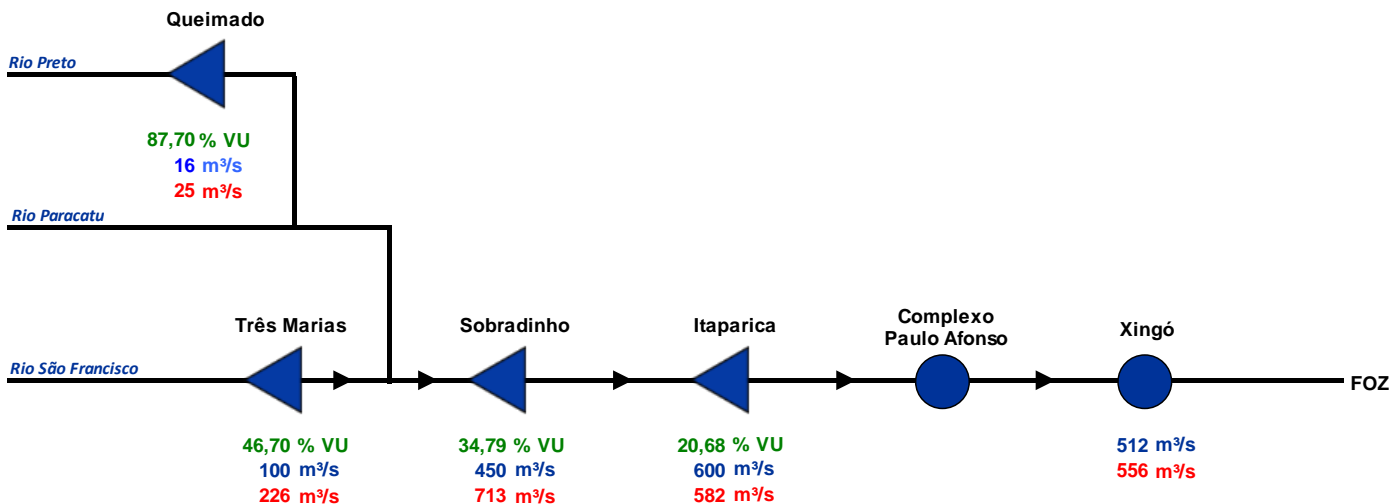 Queimado
Rio Preto
87,70 % VU
16 m³/s
25 m³/s
Rio Paracatu
Três Marias
Sobradinho
Itaparica
Complexo
Paulo Afonso
Xingó
Rio São Francisco
FOZ
46,70 % VU
100 m³/s
226 m³/s
34,79 % VU
450 m³/s
713 m³/s
20,68 % VU
600 m³/s
582 m³/s
512 m³/s
556 m³/s